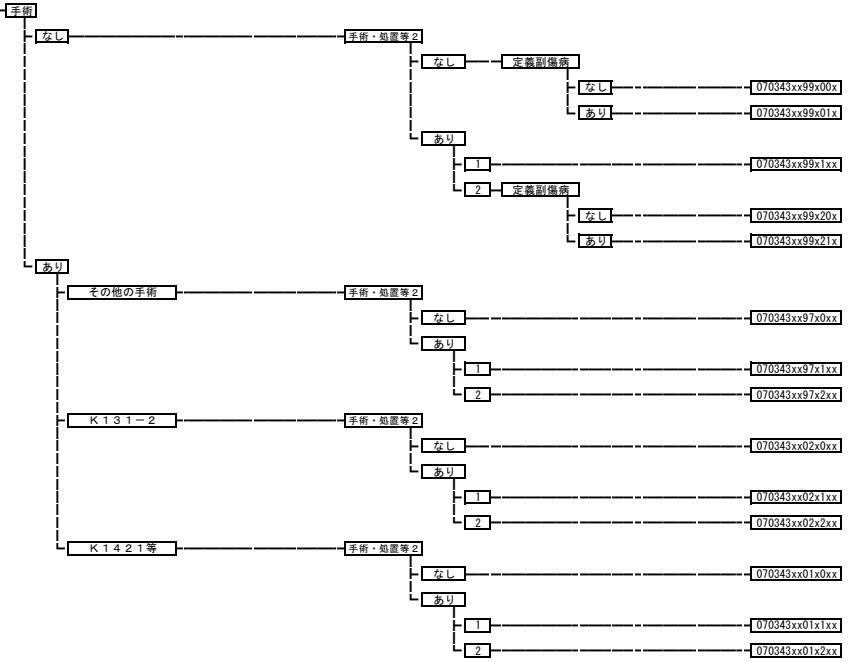 手術
なし 手術・処置等2
なし 定義副傷病
なし 070343xx99x00x
あり 070343xx99x01x
あり
1 070343xx99x1xx
2 定義副傷病
なし 070343xx99x20x
あり 070343xx99x21x
あり
その他の手術 手術・処置等2
なし 070343xx97x0xx
あり
1 070343xx97x1xx
2 070343xx97x2xx
K131-2 手術・処置等2
なし 070343xx02x0xx
あり
1 070343xx02x1xx
2 070343xx02x2xx
K1421等 手術・処置等2
なし 070343xx01x0xx
あり
1 070343xx01x1xx
2 070343xx01x2xx